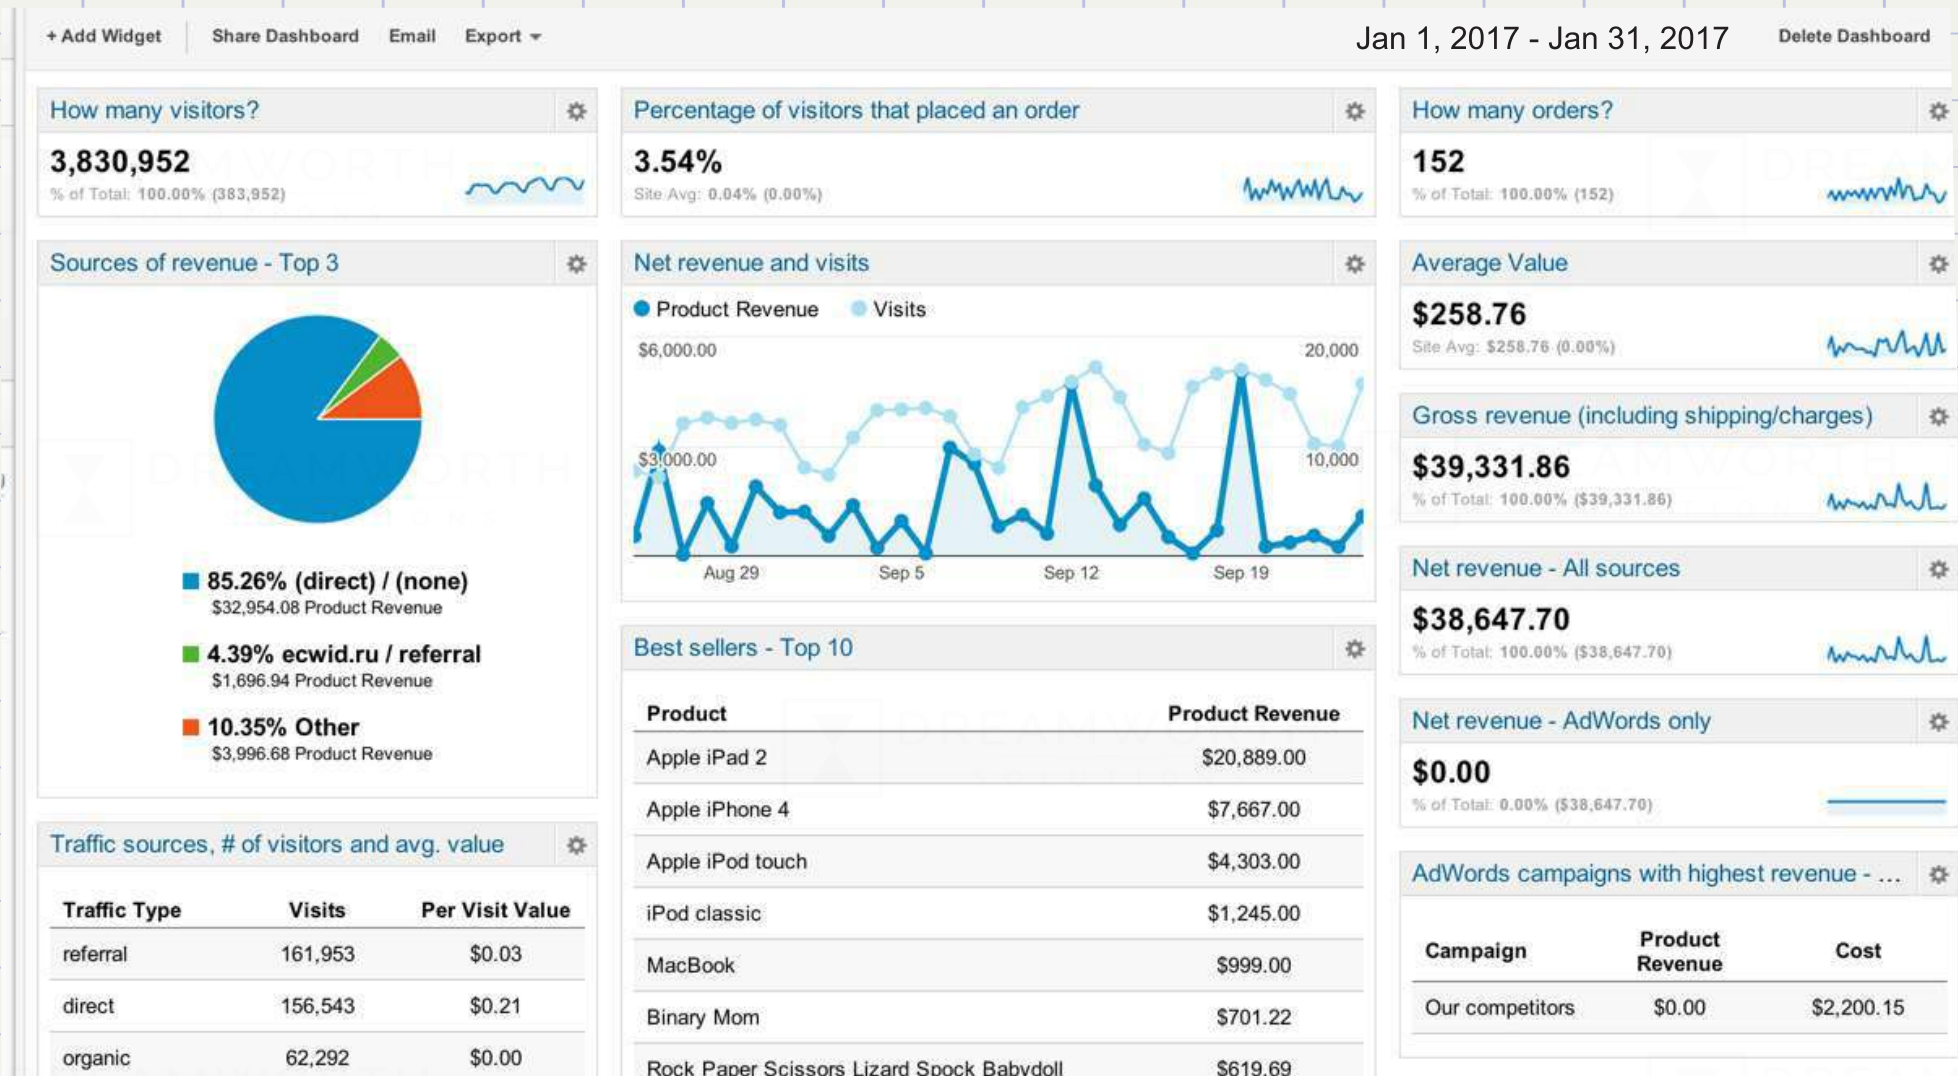 + Add Widget Share Dashboard Email Export Jan 1, 2017 - Jan 31, 2017 Delete Dashboard
How many visitors?
3,830,952
% of Total: 100.00% (383,952)
Percentage of visitors that placed an order
3.54%
Site Avg: 0.04% (0.00%)
How many orders?
152
% of Total: 100.00% (152)
Sources of revenue - Top 3
85.26% (direct) / (none)
$32,954.08 Product Revenue
4.39% ecwid.ru / referral
$1,696.94 Product Revenue
10.35% Other
$3,996.68 Product Revenue
Net revenue and visits
Product Revenue Visits
$6,000.00 20,000
$3,000.00 10,000
Aug 29 Sep 5 Sep 12 Sep 19
Average Value
$258.76
Site Avg: $258.76 (0.00%)
Gross revenue (including shipping/charges)
$39,331.86
% of Total: 100.00% ($39,331.86)
Net revenue - All sources
$38,647.70
% of Total: 100.00% ($38,647.70)
Net revenue - AdWords only
$0.00
% of Total: 0.00% ($38,647.70)
Traffic sources, # of visitors and avg. value
Traffic Type Visits Per Visit Value
referral 161,953 $0.03
direct 156,543 $0.21
organic 62,292 $0.00
Best sellers - Top 10
Product Product Revenue
Apple iPad 2 $20,889.00
Apple iPhone 4 $7,667.00
Apple iPod touch $4,303.00
iPod classic $1,245.00
MacBook $999.00
Binary Mom $701.22
Rock Paper Scissors Lizard Spock Babydoll $619.69
AdWords campaigns with highest revenue - ...
Campaign Product Revenue Cost
Our competitors $0.00 $2,200.15
DREAMWORTH